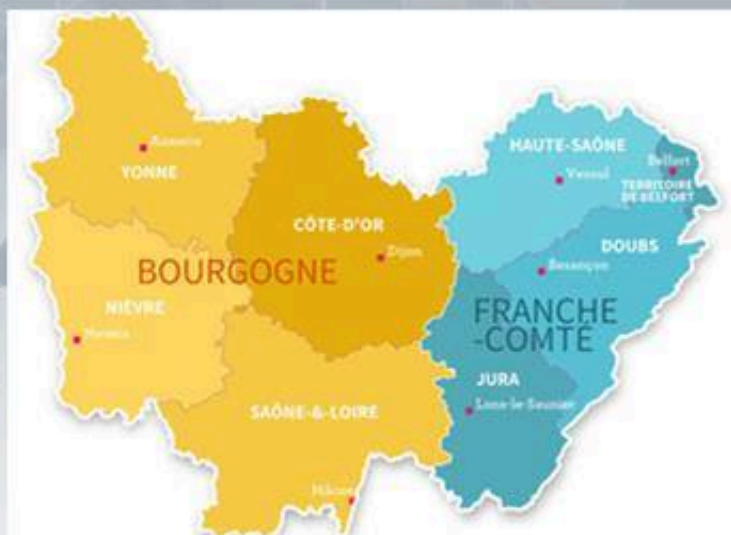 HAUTE-SAÔNE
Belfort
Auxerre
YONNE
Vesoul
TERRITOIRE
DE BELFORT
CÔTE-D'OR
DOUBS
Dijon
BOURGOGNE
Besançon
NIÈVRE
FRANCHE
-COMTÉ
Nevers
JURA
SAÔNE-&-LOIRE
Lons-le-Saunier
Mâcon